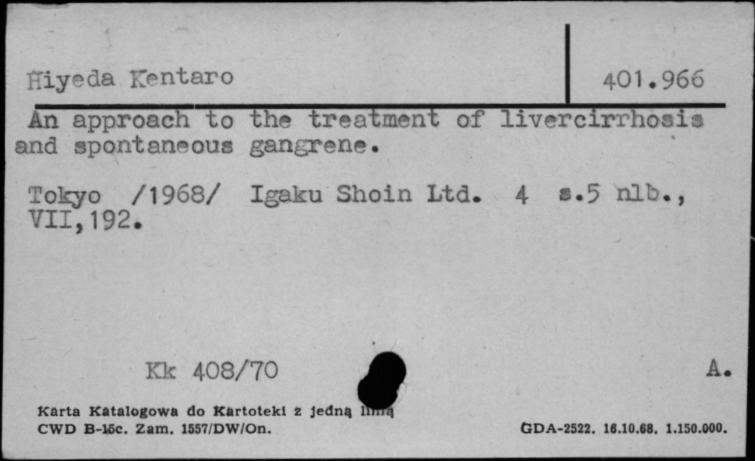 Hiyeda Kentaro 401.966
An approach to the treatment of livercirrhosis
and spontaneous gangrene.
Tokyo /1968/ Igaku Shoin Ltd. 4 s.5 nlb.,
VII,192.
Kk 408/70 A.
Karta Katalogowa do Kartoteki z jedną linią
CWD B-15c. Zam. 1557/DW/On. GDA-2522. 16.10.68. 1.150.000.